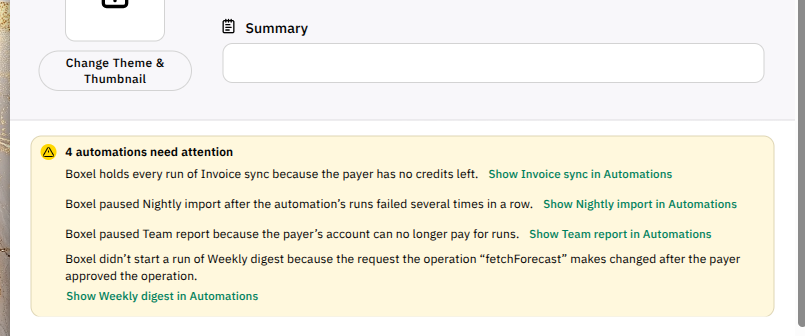 Change Theme &
Thumbnail
Summary
4 automations need attention
Boxel holds every run of Invoice sync because the payer has no credits left. Show Invoice sync in Automations
Boxel paused Nightly import after the automation’s runs failed several times in a row. Show Nightly import in Automations
Boxel paused Team report because the payer’s account can no longer pay for runs. Show Team report in Automations
Boxel didn’t start a run of Weekly digest because the request the operation “fetchForecast” makes changed after the payer
approved the operation.
Show Weekly digest in Automations